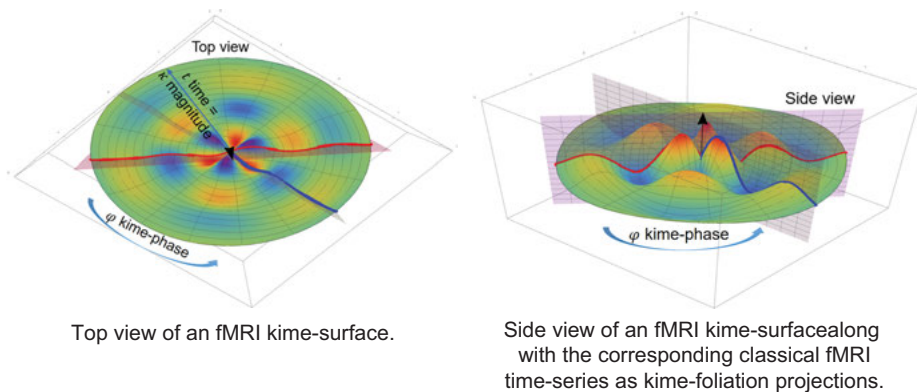 Top view
t time =
κ magnitude
φ kime-phase
Top view of an fMRI kime-surface.
Side view
φ kime-phase
Side view of an fMRI kime-surfacealong
with the corresponding classical fMRI
time-series as kime-foliation projections.